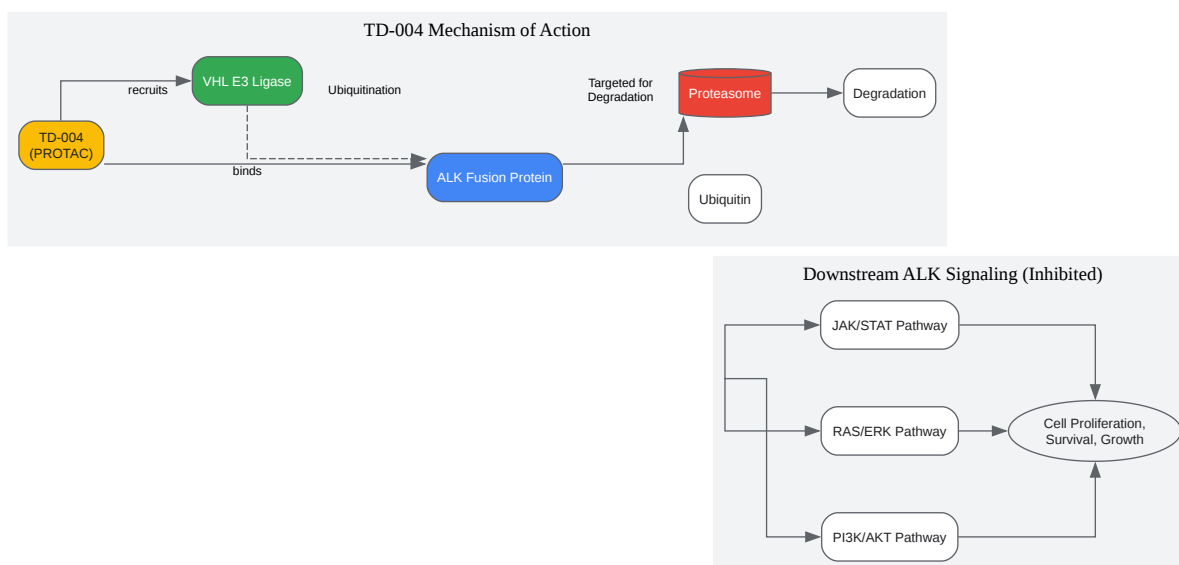 TD-004 Mechanism of Action
VHL E3 Ligase
recruits
Ubiquitination
Targeted for
Degradation
Proteasome
Degradation
TD-004
(PROTAC)
binds
ALK Fusion Protein
Ubiquitin
Downstream ALK Signaling (Inhibited)
JAK/STAT Pathway
RAS/ERK Pathway
Cell Proliferation,
Survival, Growth
PI3K/AKT Pathway